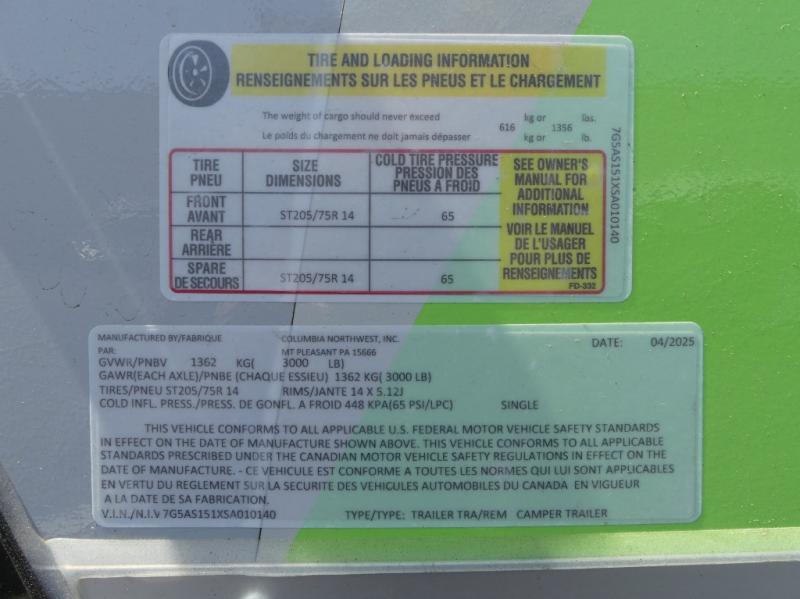 TIRE AND LOADING INFORMATION
RENSEIGNEMENTS SUR LES PNEUS ET LE CHARGEMENT
The weight of cargo should never exceed 616 kg or 1356 lbs.
Le poids du chargement ne doit jamais dépasser kg or lb.
TIRE PNEU
SIZE DIMENSIONS
COLD TIRE PRESSURE PRESSION DES PNEUS A FROID
SEE OWNER'S MANUAL FOR ADDITIONAL INFORMATION
VOIR LE MANUEL DE L'USAGER POUR PLUS DE RENSEIGNEMENTS
FRONT AVANT ST205/75R 14 65
REAR ARRIÈRE
SPARE DE SECOURS ST205/75R 14 65
FD-332
7G5AS151XSA010140
MANUFACTURED BY/FABRIQUE COLUMBIA NORTHWEST, INC. DATE: 04/2025
PAR: MT PLEASANT PA 15666
GVWR/PNBV 1362 KG( 3000 LB)
GAWR(EACH AXLE)/PNBE (CHAQUE ESSIEU) 1362 KG( 3000 LB)
TIRES/PNEU ST205/75R 14 RIMS/JANTE 14 X 5.12J
COLD INFL. PRESS./PRESS. DE GONFL. A FROID 448 KPA(65 PSI/LPC) SINGLE
THIS VEHICLE CONFORMS TO ALL APPLICABLE U.S. FEDERAL MOTOR VEHICLE SAFETY STANDARDS
IN EFFECT ON THE DATE OF MANUFACTURE SHOWN ABOVE. THIS VEHICLE CONFORMS TO ALL APPLICABLE
STANDARDS PRESCRIBED UNDER THE CANADIAN MOTOR VEHICLE SAFETY REGULATIONS IN EFFECT ON THE
DATE OF MANUFACTURE. - CE VEHICULE EST CONFORME A TOUTES LES NORMES QUI LUI SONT APPLICABLES
EN VERTU DU REGLEMENT SUR LA SECURITE DES VEHICULES AUTOMOBILES DU CANADA EN VIGUEUR
A LA DATE DE SA FABRICATION.
V.I.N./N.I.V 7G5AS151XSA010140 TYPE/TYPE: TRAILER TRA/REM CAMPER TRAILER